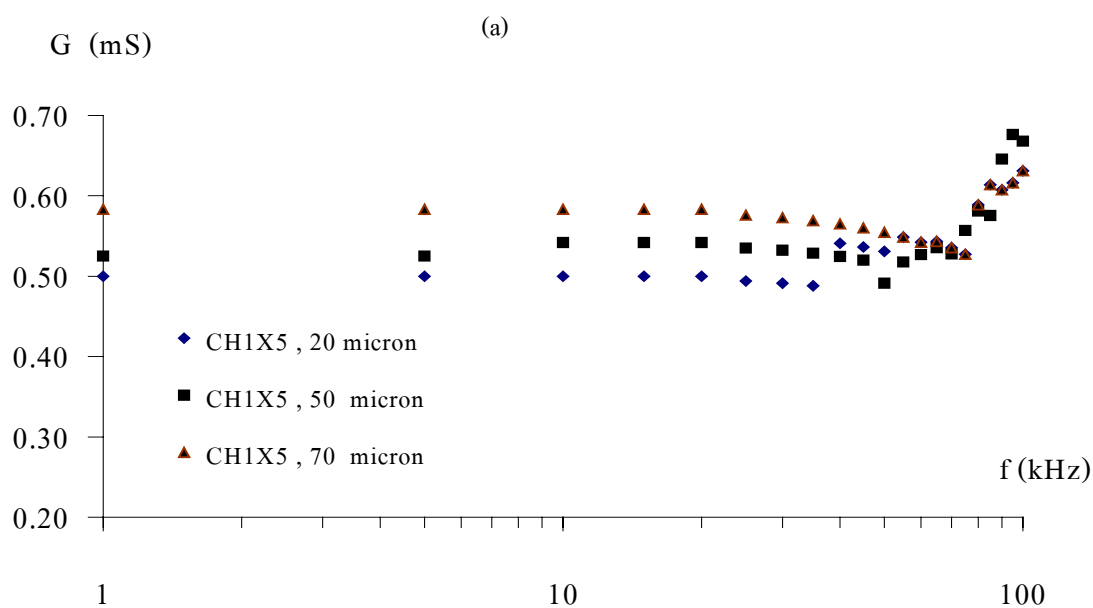 (a)
G (mS)
0.70
0.60
0.50
CH1X5 , 20 micron
0.40
CH1X5 , 50 micron
0.30
CH1X5 , 70 micron
f (kHz)
0.20
1 10 100